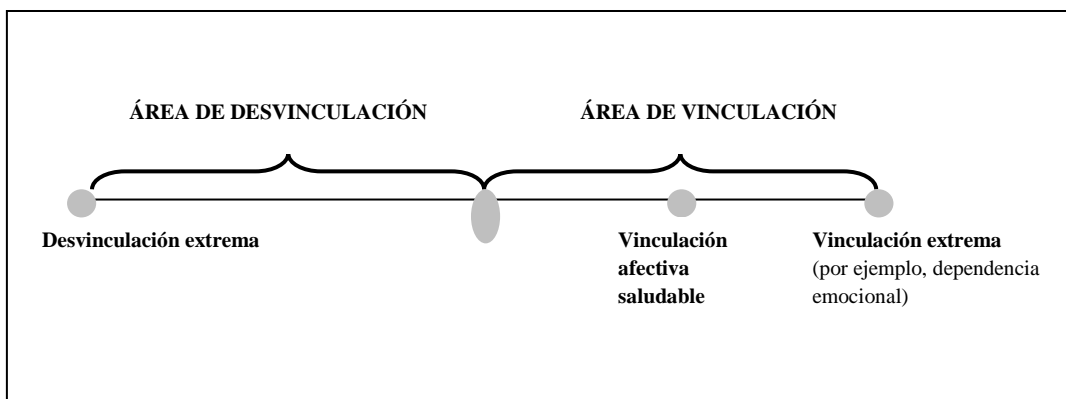 ÁREA DE DESVINCULACIÓN
ÁREA DE VINCULACIÓN
Desvinculación extrema
Vinculación
afectiva
saludable
Vinculación extrema
(por ejemplo, dependencia
emocional)